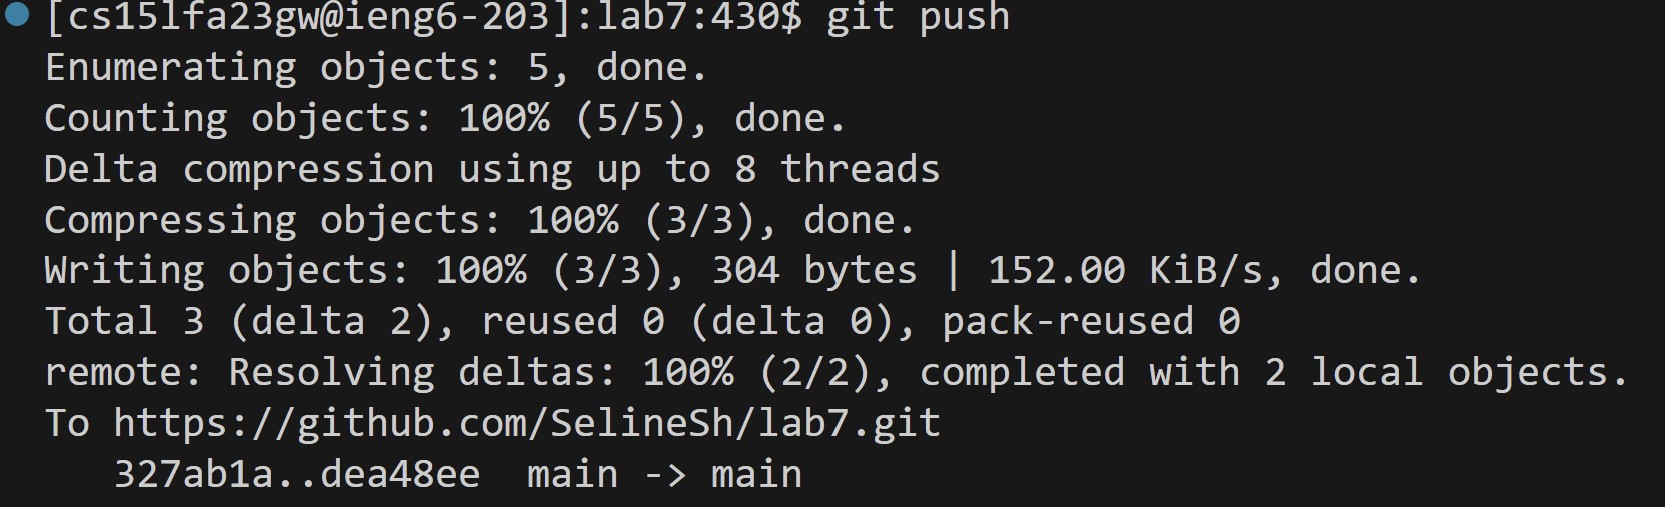 [cs15lfa23gw@ieng6-203]:lab7:430$ git push
Enumerating objects: 5, done.
Counting objects: 100% (5/5), done.
Delta compression using up to 8 threads
Compressing objects: 100% (3/3), done.
Writing objects: 100% (3/3), 304 bytes | 152.00 KiB/s, done.
Total 3 (delta 2), reused 0 (delta 0), pack-reused 0
remote: Resolving deltas: 100% (2/2), completed with 2 local objects.
To https://github.com/SelineSh/lab7.git
   327ab1a..dea48ee  main -> main